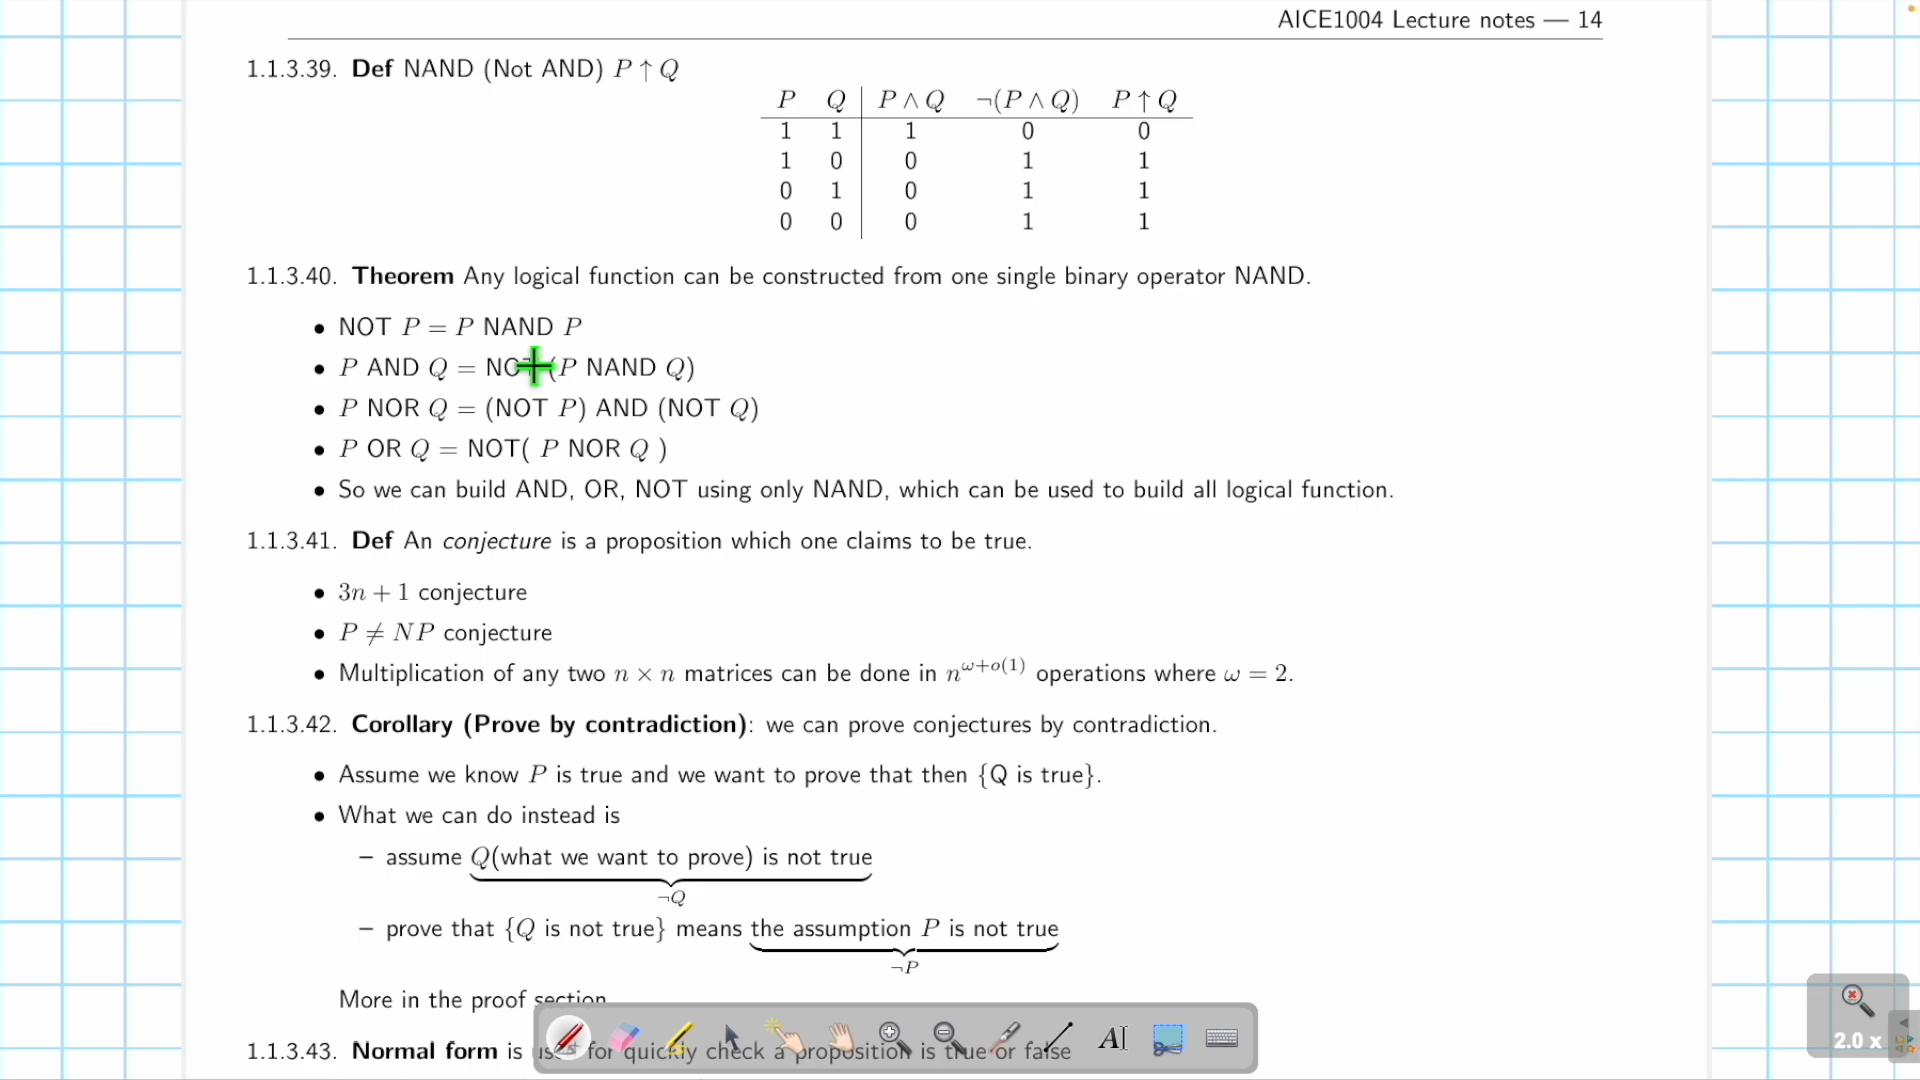 AICE1004 Lecture notes — 14
1.1.3.39. Def NAND (Not AND) P ↑ Q
P Q P ∧ Q ¬(P ∧ Q) P ↑ Q
1 1 1 0 0
1 0 0 1 1
0 1 0 1 1
0 0 0 1 1
1.1.3.40. Theorem Any logical function can be constructed from one single binary operator NAND.
• NOT P = P NAND P
• P AND Q = NOT (P NAND Q)
• P NOR Q = (NOT P) AND (NOT Q)
• P OR Q = NOT( P NOR Q )
• So we can build AND, OR, NOT using only NAND, which can be used to build all logical function.
1.1.3.41. Def An conjecture is a proposition which one claims to be true.
• 3n + 1 conjecture
• P ≠ NP conjecture
• Multiplication of any two n × n matrices can be done in n^{ω+o(1)} operations where ω = 2.
1.1.3.42. Corollary (Prove by contradiction): we can prove conjectures by contradiction.
• Assume we know P is true and we want to prove that then {Q is true}.
• What we can do instead is
– assume Q(what we want to prove) is not true
¬Q
– prove that {Q is not true} means the assumption P is not true
¬P
More in the proof section
1.1.3.43. Normal form is used for quickly check a proposition is true or false
2.0 x